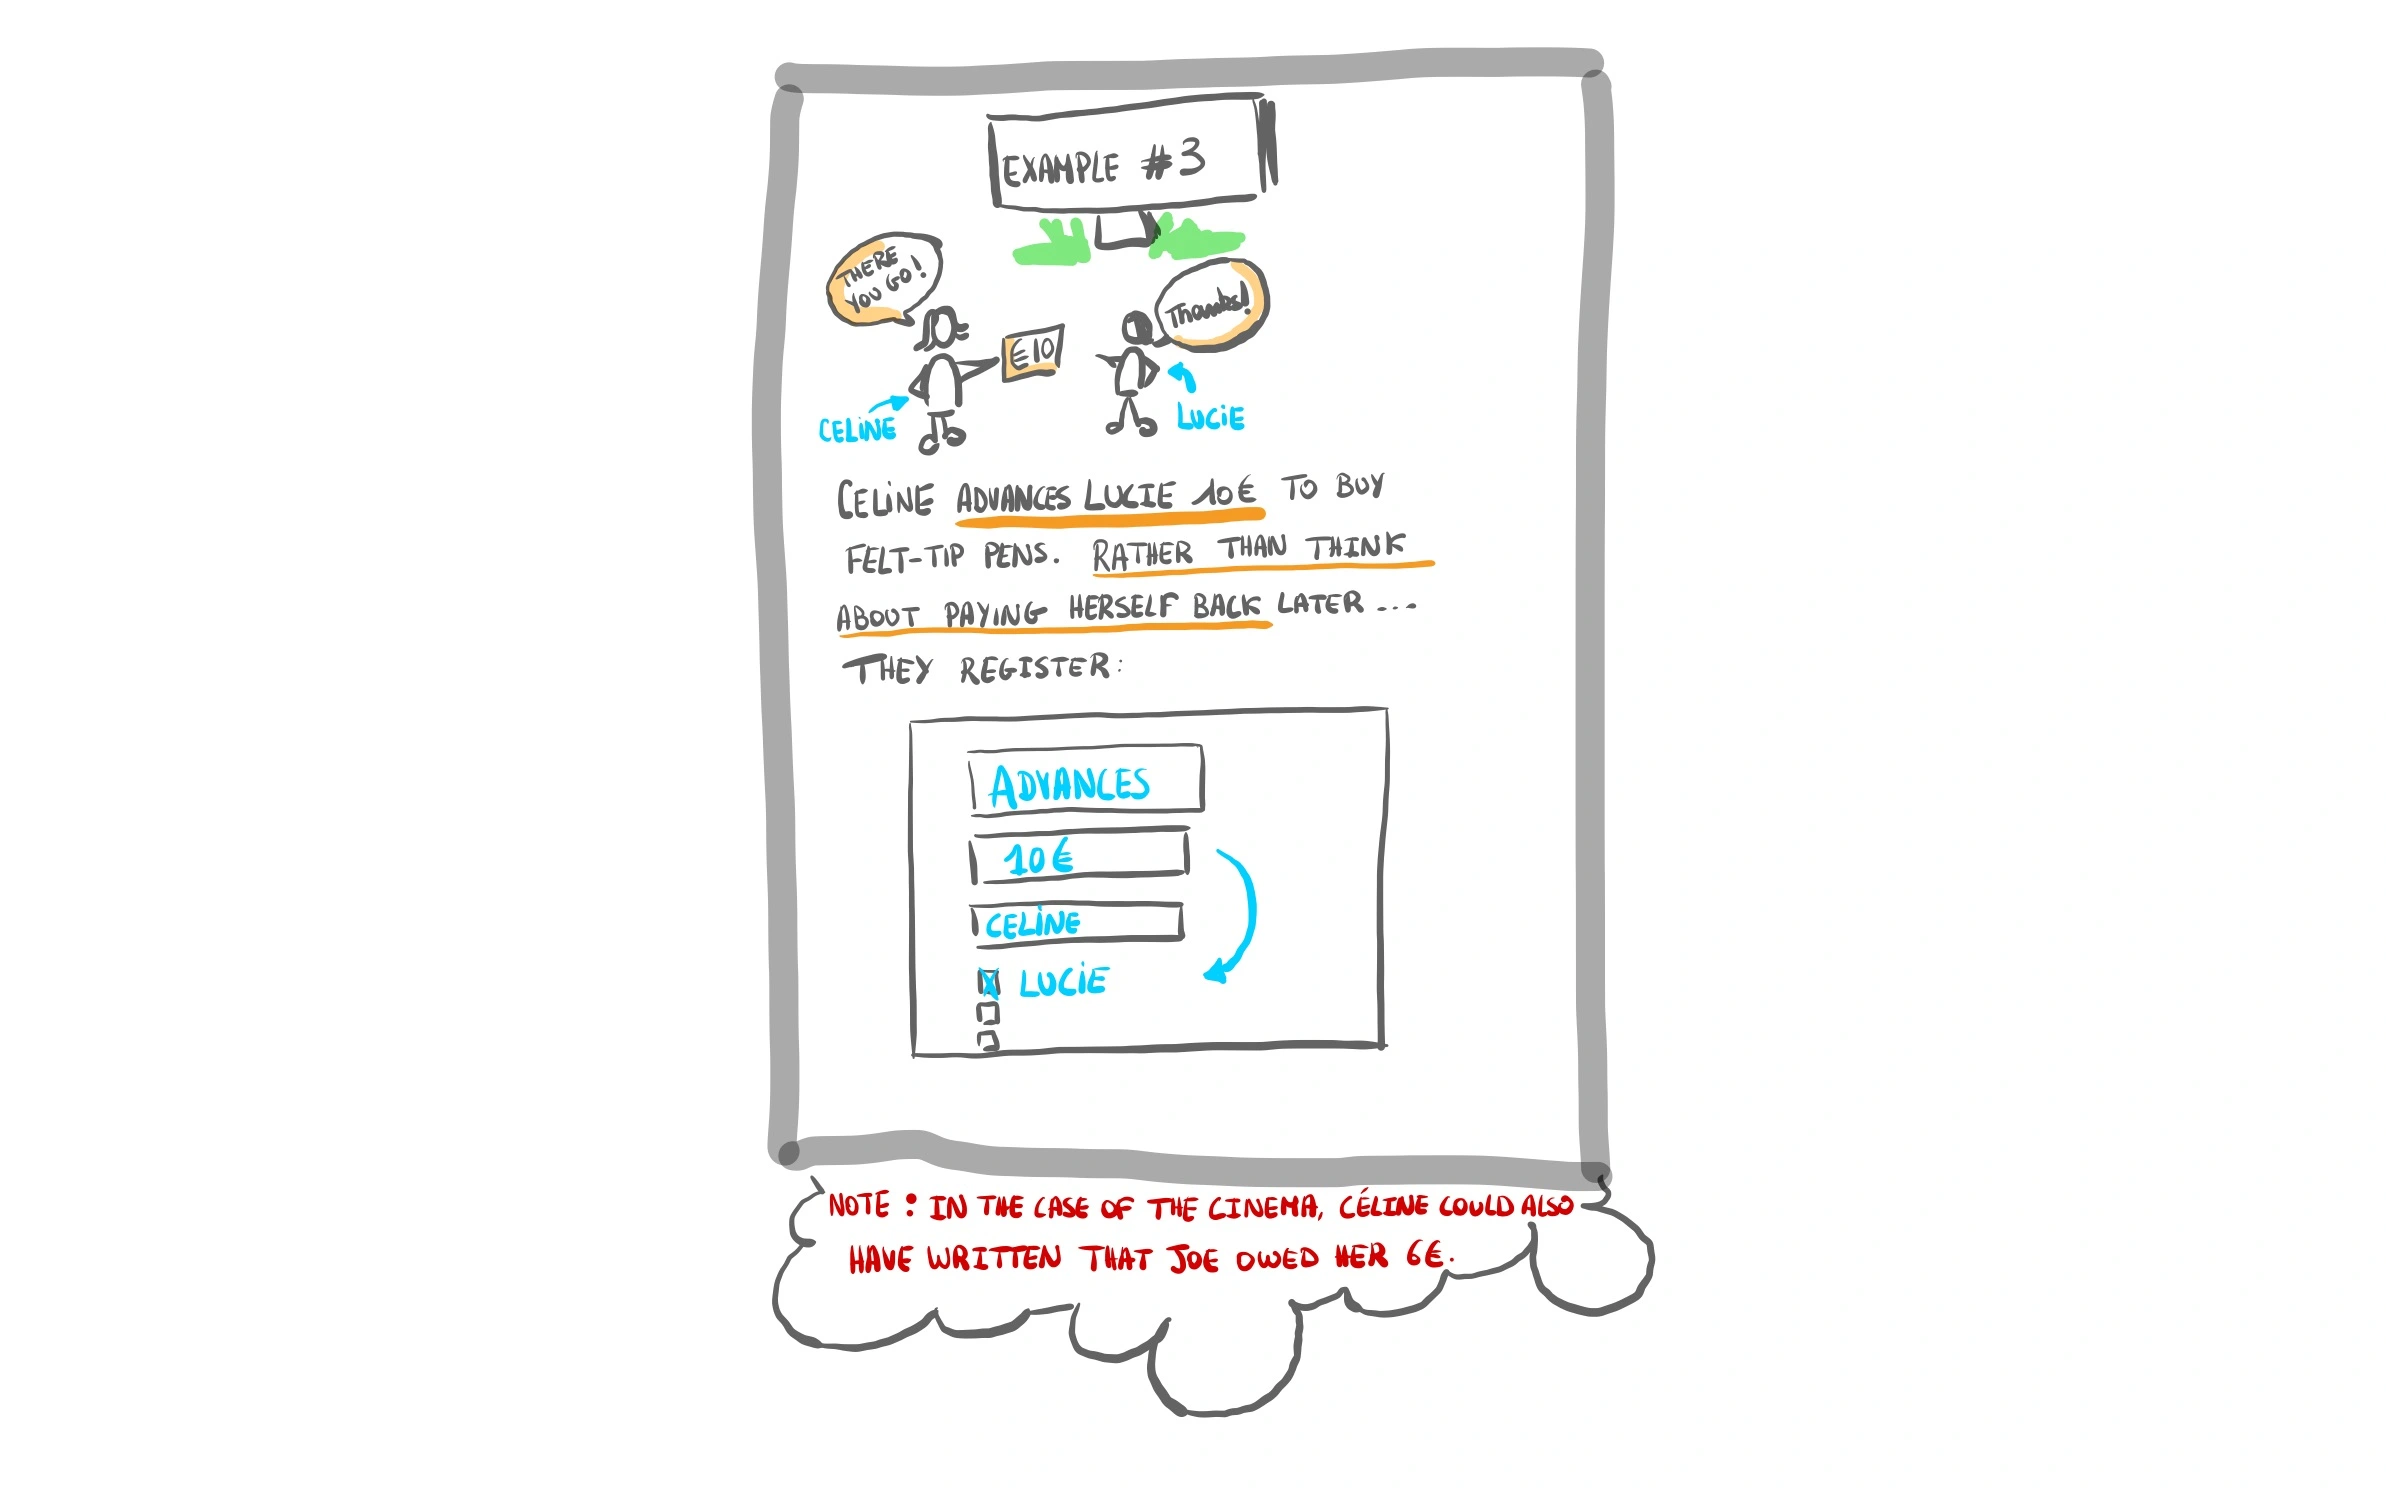 EXAMPLE #3
THERE
YOU GO!
Thanks!
€10
CELINE
LUCIE
CELINE ADVANCES LUCIE 10€ TO BUY
FELT-TIP PENS. RATHER THAN THINK
ABOUT PAYING HERSELF BACK LATER ...
THEY REGISTER:
ADVANCES
10€
CELINE
X LUCIE
NOTE : IN THE CASE OF THE CINEMA, CÉLINE COULD ALSO
HAVE WRITTEN THAT JOE OWED HER 6€.